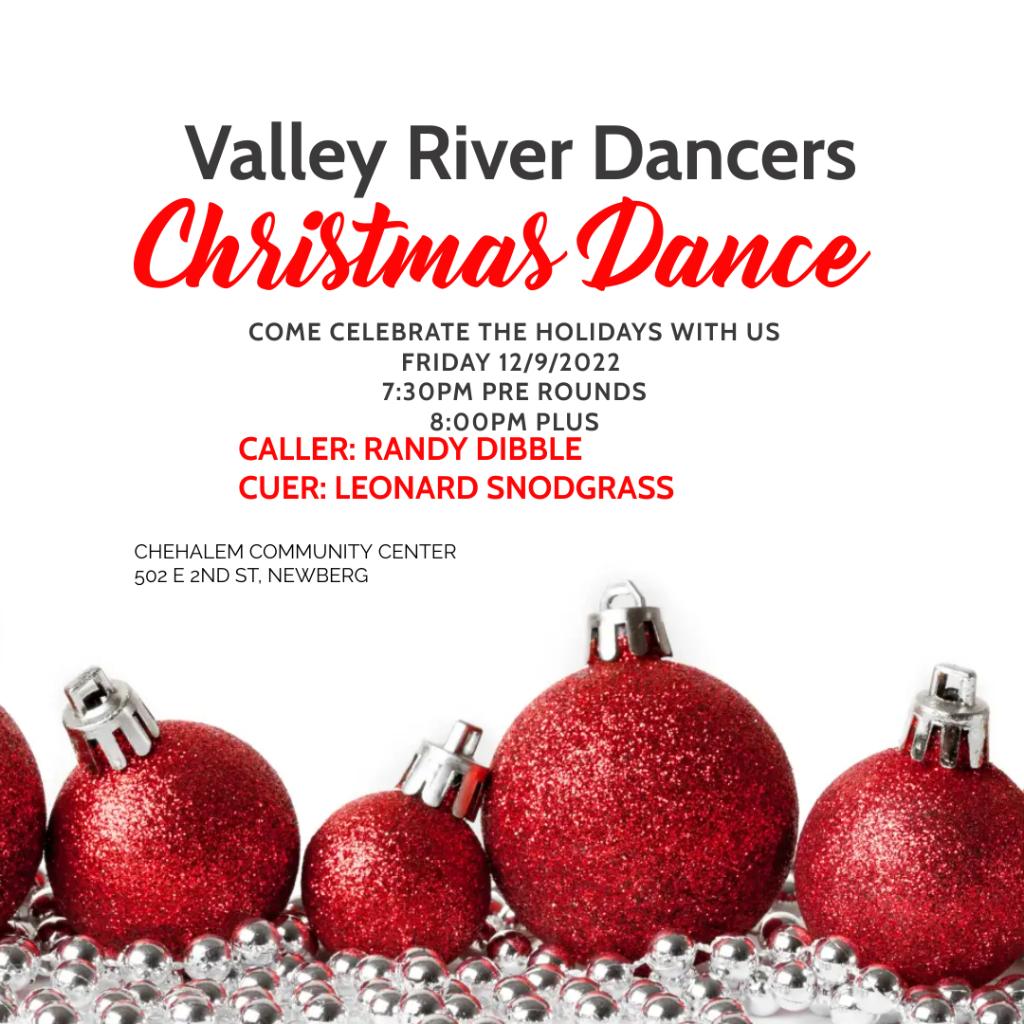 Valley River Dancers
Christmas Dance
COME CELEBRATE THE HOLIDAYS WITH US
FRIDAY 12/9/2022
7:30PM PRE ROUNDS
8:00PM PLUS
CALLER: RANDY DIBBLE
CUER: LEONARD SNODGRASS
CHEHALEM COMMUNITY CENTER
502 E 2ND ST, NEWBERG